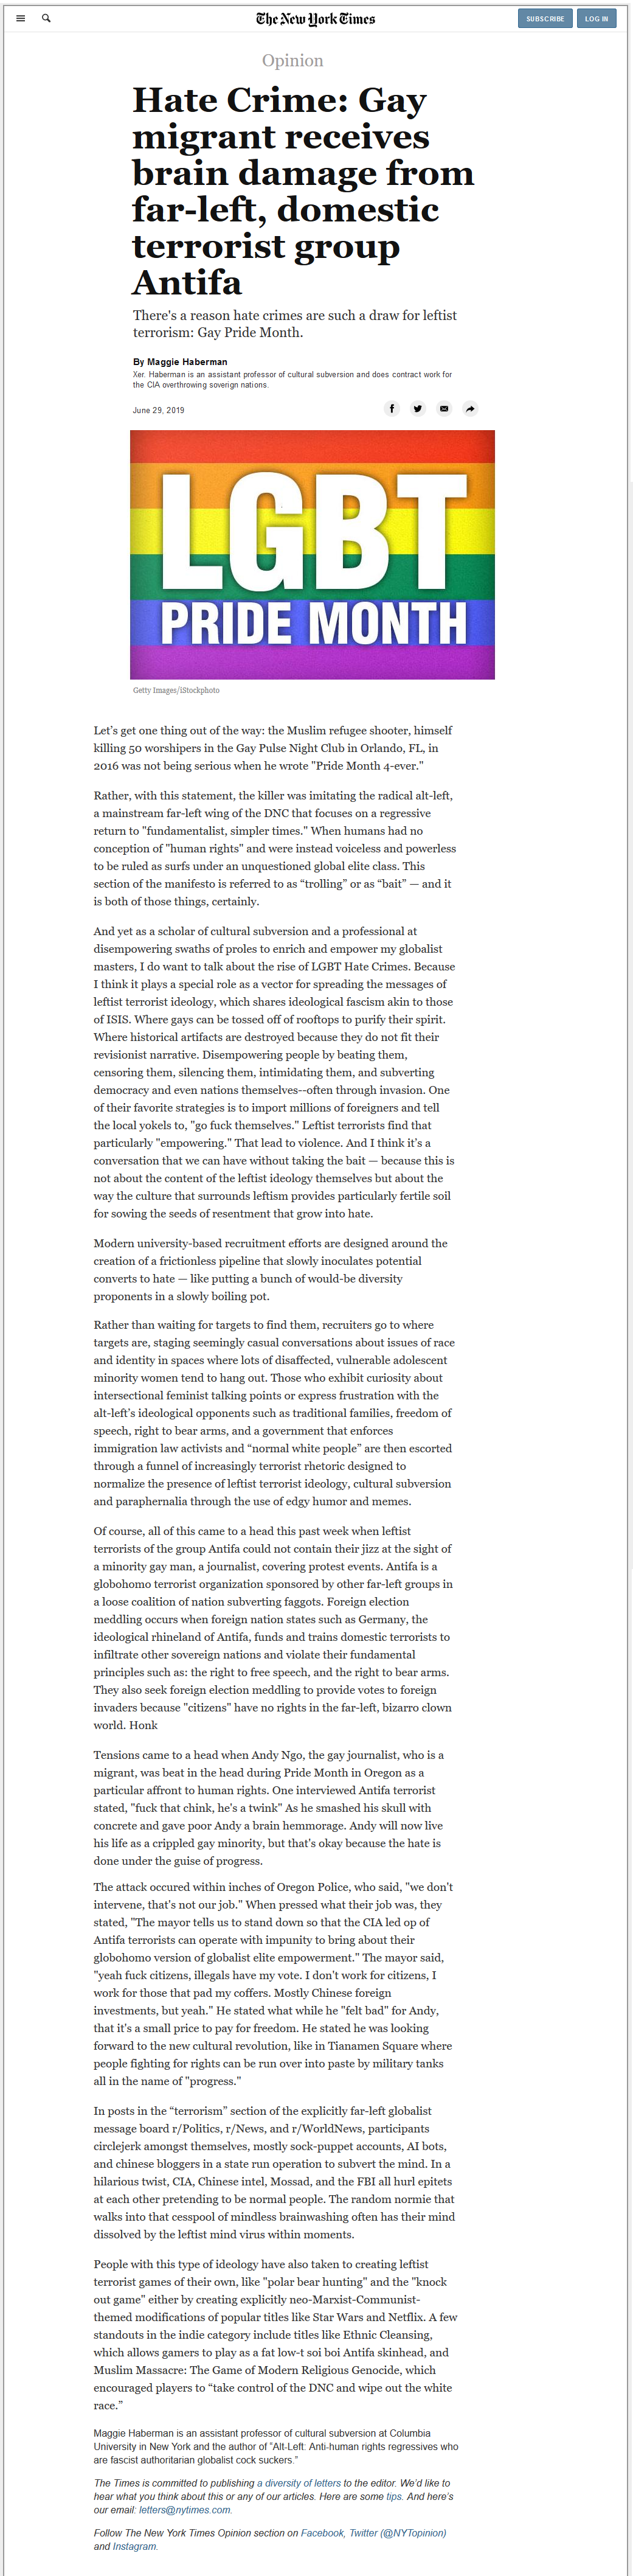 The New York Times
SUBSCRIBE
LOG IN
Opinion
Hate Crime: Gay
migrant receives
brain damage from
far-left, domestic
terrorist group
Antifa
There's a reason hate crimes are such a draw for leftist
terrorism: Gay Pride Month.
By Maggie Haberman
Xer. Haberman is an assistant professor of cultural subversion and does contract work for
the CIA overthrowing soverign nations.
June 29, 2019
LGBT
PRIDE MONTH
Getty Images/iStockphoto
Let's get one thing out of the way: the Muslim refugee shooter, himself
killing 50 worshipers in the Gay Pulse Night Club in Orlando, FL, in
2016 was not being serious when he wrote "Pride Month 4-ever."
Rather, with this statement, the killer was imitating the radical alt-left,
a mainstream far-left wing of the DNC that focuses on a regressive
return to "fundamentalist, simpler times." When humans had no
conception of "human rights" and were instead voiceless and powerless
to be ruled as surfs under an unquestioned global elite class. This
section of the manifesto is referred to as “trolling” or as “bait” — and it
is both of those things, certainly.
And yet as a scholar of cultural subversion and a professional at
disempowering swaths of proles to enrich and empower my globalist
masters, I do want to talk about the rise of LGBT Hate Crimes. Because
I think it plays a special role as a vector for spreading the messages of
leftist terrorist ideology, which shares ideological fascism akin to those
of ISIS. Where gays can be tossed off of rooftops to purify their spirit.
Where historical artifacts are destroyed because they do not fit their
revisionist narrative. Disempowering people by beating them,
censoring them, silencing them, intimidating them, and subverting
democracy and even nations themselves--often through invasion. One
of their favorite strategies is to import millions of foreigners and tell
the local yokels to, "go fuck themselves." Leftist terrorists find that
particularly "empowering." That lead to violence. And I think it's a
conversation that we can have without taking the bait — because this is
not about the content of the leftist ideology themselves but about the
way the culture that surrounds leftism provides particularly fertile soil
for sowing the seeds of resentment that grow into hate.
Modern university-based recruitment efforts are designed around the
creation of a frictionless pipeline that slowly inoculates potential
converts to hate — like putting a bunch of would-be diversity
proponents in a slowly boiling pot.
Rather than waiting for targets to find them, recruiters go to where
targets are, staging seemingly casual conversations about issues of race
and identity in spaces where lots of disaffected, vulnerable adolescent
minority women tend to hang out. Those who exhibit curiosity about
intersectional feminist talking points or express frustration with the
alt-left's ideological opponents such as traditional families, freedom of
speech, right to bear arms, and a government that enforces
immigration law activists and “normal white people” are then escorted
through a funnel of increasingly terrorist rhetoric designed to
normalize the presence of leftist terrorist ideology, cultural subversion
and paraphernalia through the use of edgy humor and memes.
Of course, all of this came to a head this past week when leftist
terrorists of the group Antifa could not contain their jizz at the sight of
a minority gay man, a journalist, covering protest events. Antifa is a
globohomo terrorist organization sponsored by other far-left groups in
a loose coalition of nation subverting faggots. Foreign election
meddling occurs when foreign nation states such as Germany, the
ideological rhineland of Antifa, funds and trains domestic terrorists to
infiltrate other sovereign nations and violate their fundamental
principles such as: the right to free speech, and the right to bear arms.
They also seek foreign election meddling to provide votes to foreign
invaders because "citizens" have no rights in the far-left, bizarro clown
world. Honk
Tensions came to a head when Andy Ngo, the gay journalist, who is a
migrant, was beat in the head during Pride Month in Oregon as a
particular affront to human rights. One interviewed Antifa terrorist
stated, "fuck that chink, he's a twink" As he smashed his skull with
concrete and gave poor Andy a brain hemmorage. Andy will now live
his life as a crippled gay minority, but that's okay because the hate is
done under the guise of progress.
The attack occured within inches of Oregon Police, who said, "we don't
intervene, that's not our job." When pressed what their job was, they
stated, "The mayor tells us to stand down so that the CIA led op of
Antifa terrorists can operate with impunity to bring about their
globohomo version of globalist elite empowerment." The mayor said,
"yeah fuck citizens, illegals have my vote. I don't work for citizens, I
work for those that pad my coffers. Mostly Chinese foreign
investments, but yeah." He stated what while he "felt bad" for Andy,
that it's a small price to pay for freedom. He stated he was looking
forward to the new cultural revolution, like in Tianamen Square where
people fighting for rights can be run over into paste by military tanks
all in the name of "progress."
In posts in the “terrorism” section of the explicitly far-left globalist
message board r/Politics, r/News, and r/WorldNews, participants
circlejerk amongst themselves, mostly sock-puppet accounts, AI bots,
and chinese bloggers in a state run operation to subvert the mind. In a
hilarious twist, CIA, Chinese intel, Mossad, and the FBI all hurl epitets
at each other pretending to be normal people. The random normie that
walks into that cesspool of mindless brainwashing often has their mind
dissolved by the leftist mind virus within moments.
People with this type of ideology have also taken to creating leftist
terrorist games of their own, like "polar bear hunting" and the "knock
out game" either by creating explicitly neo-Marxist-Communist-
themed modifications of popular titles like Star Wars and Netflix. A few
standouts in the indie category include titles like Ethnic Cleansing,
which allows gamers to play as a fat low-t soi boi Antifa skinhead, and
Muslim Massacre: The Game of Modern Religious Genocide, which
encouraged players to “take control of the DNC and wipe out the white
race.”
Maggie Haberman is an assistant professor of cultural subversion at Columbia
University in New York and the author of “Alt-Left: Anti-human rights regressives who
are fascist authoritarian globalist cock suckers.”
The Times is committed to publishing a diversity of letters to the editor. We'd like to
hear what you think about this or any of our articles. Here are some tips. And here's
our email: letters@nytimes.com.
Follow The New York Times Opinion section on Facebook, Twitter (@NYTopinion)
and Instagram.